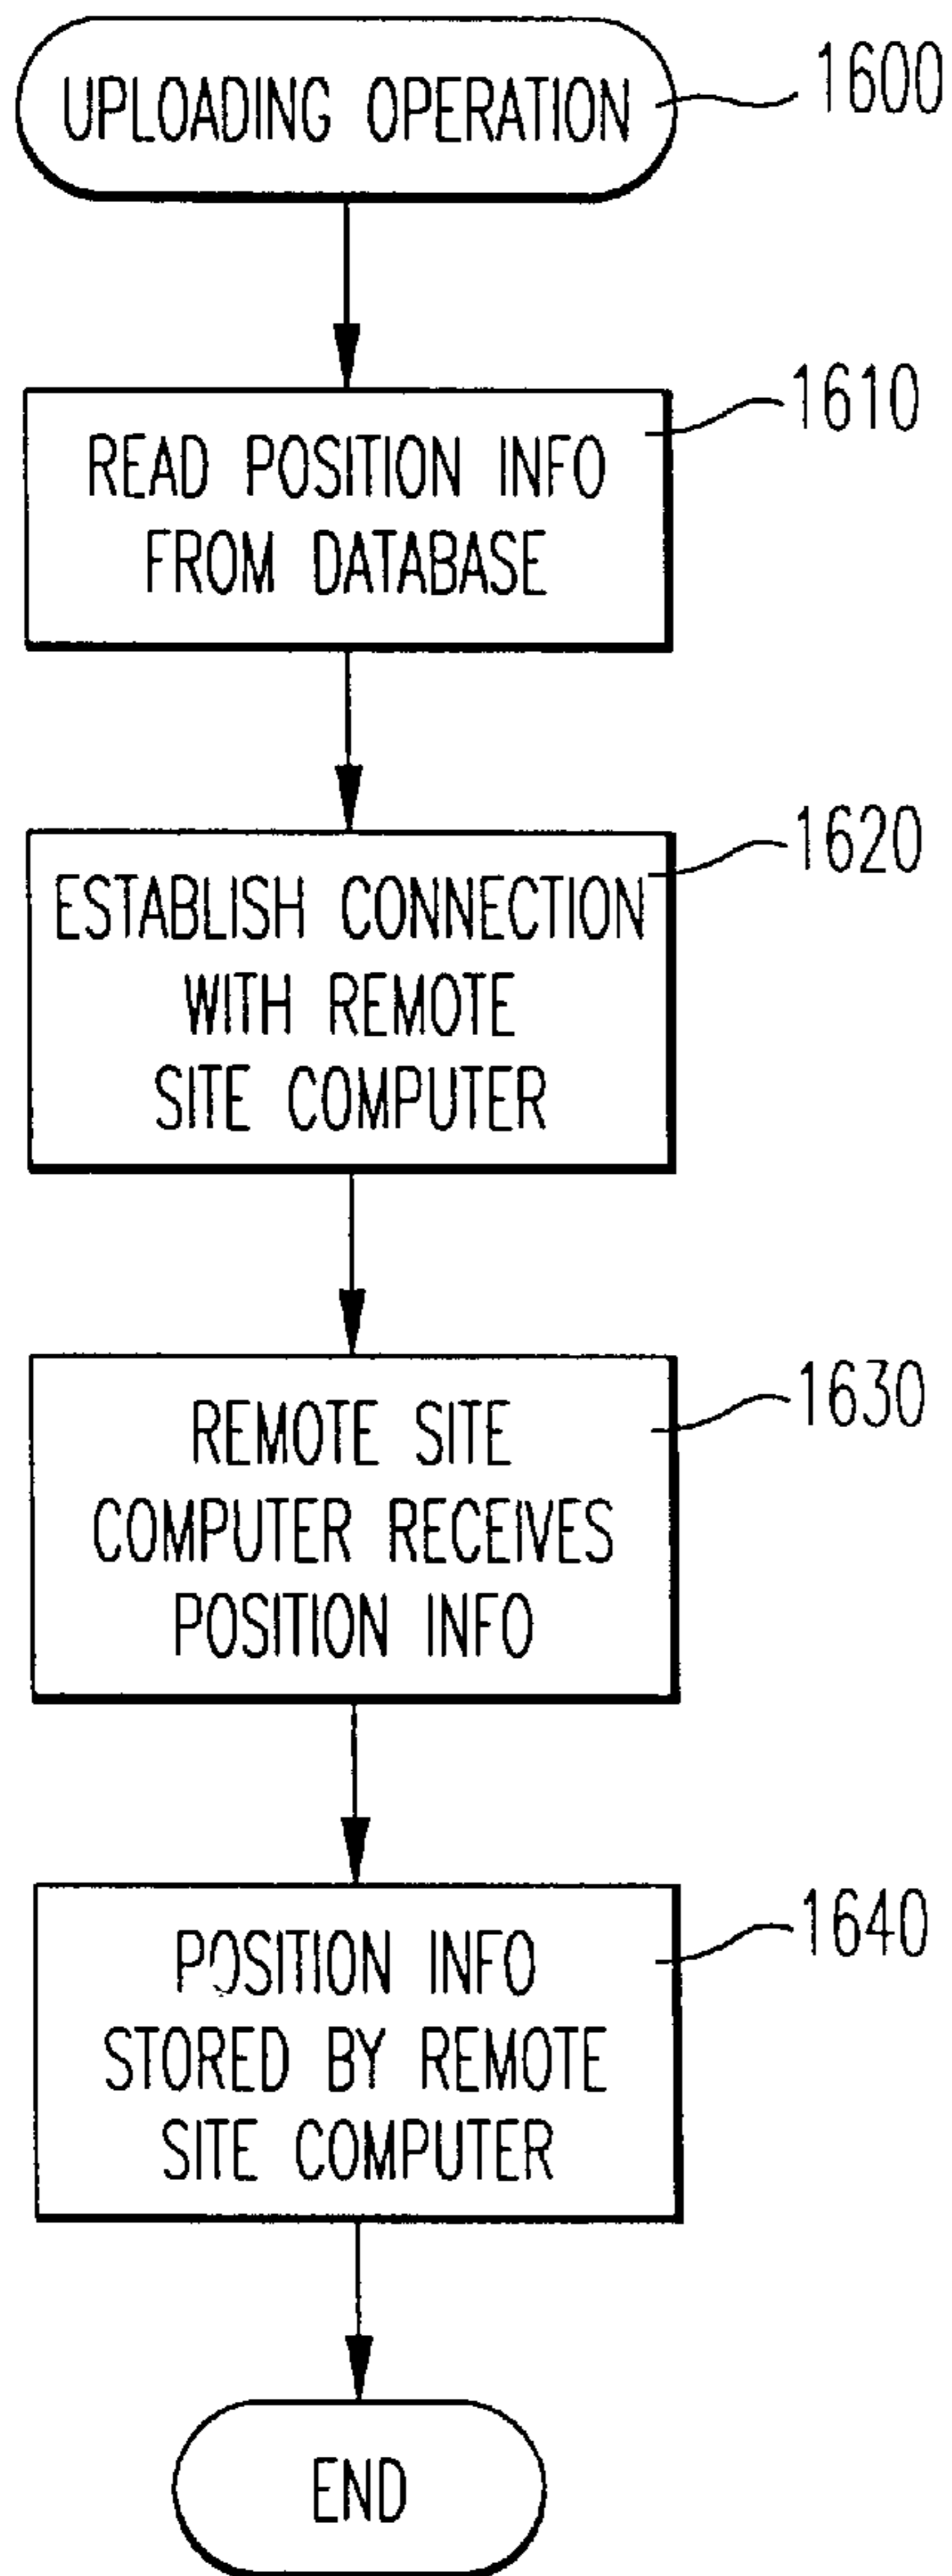 UPLOADING OPERATION
1600
1610
READ POSITION INFO
FROM DATABASE
1620
ESTABLISH CONNECTION
WITH REMOTE
SITE COMPUTER
1630
REMOTE SITE
COMPUTER RECEIVES
POSITION INFO
1640
POSITION INFO
STORED BY REMOTE
SITE COMPUTER
END